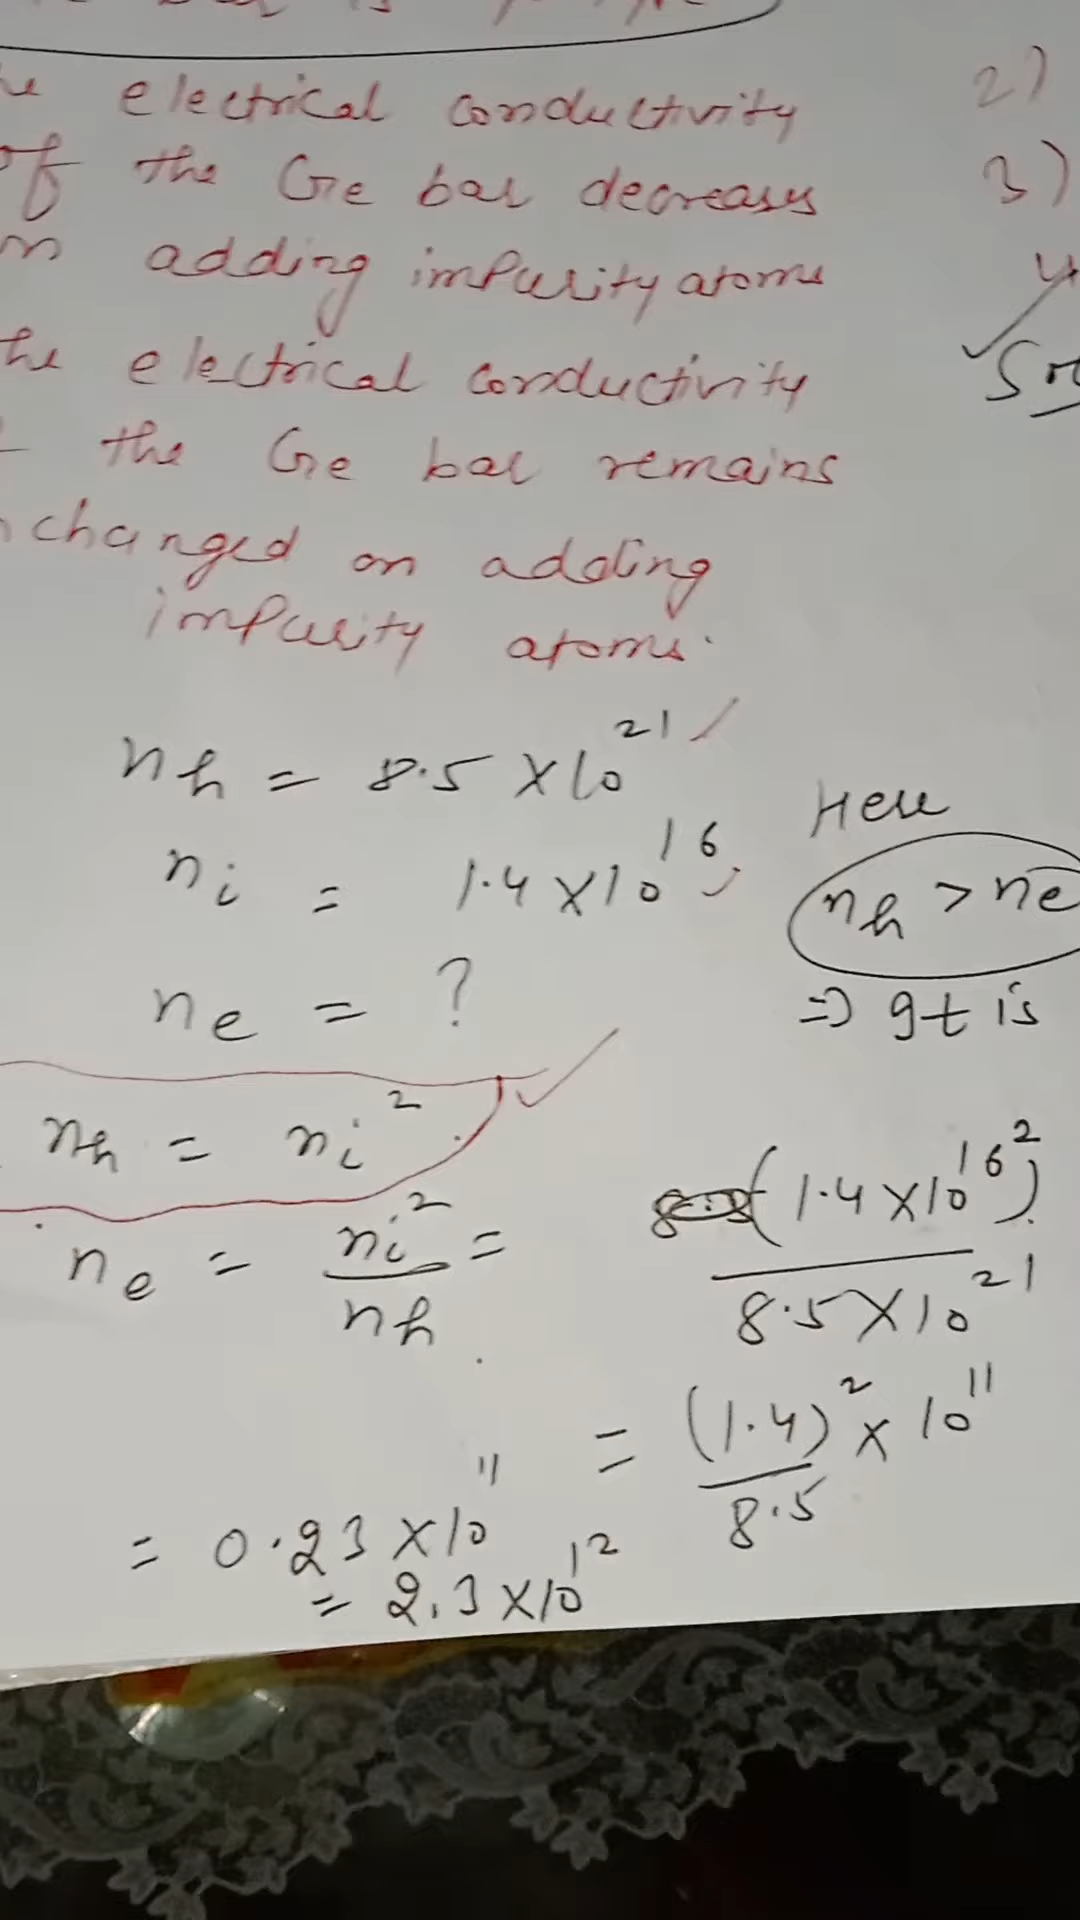 electrical conductivity
of the Ge bar decreases
adding impurity atoms
the electrical conductivity
the Ge bar remains
changed on adding
impurity atoms.
2)
3)
nh = 8.5 × 10^21
ni = 1.4 × 10^16
ne = ?
Here
nh > ne
=> It is
nh = ni^2
ne = ni^2/nh = (1.4 × 10^16)^2 / 8.5 × 10^21
= (1.4)^2/8.5 × 10^11
= 0.23 × 10^11
= 2.3 × 10^12